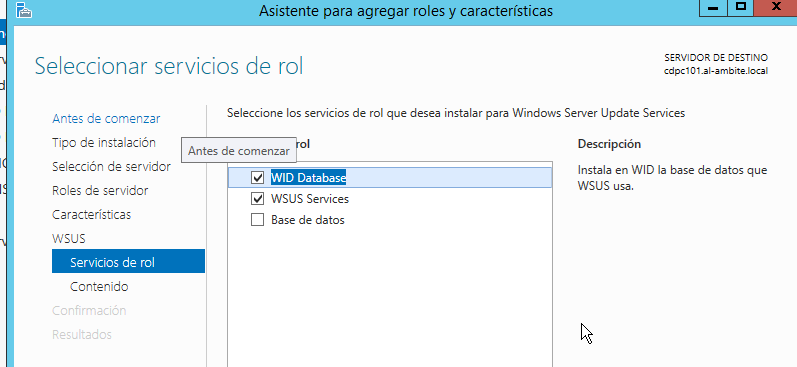 Asistente para agregar roles y características
Seleccionar servicios de rol
SERVIDOR DE DESTINO
cdpc101.al-ambite.local
Antes de comenzar
Tipo de instalación
Selección de servidor
Roles de servidor
Características
WSUS
Servicios de rol
Contenido
Confirmación
Resultados
Seleccione los servicios de rol que desea instalar para Windows Server Update Services
Antes de comenzar
rol
WID Database
WSUS Services
Base de datos
Descripción
Instala en WID la base de datos que
WSUS usa.